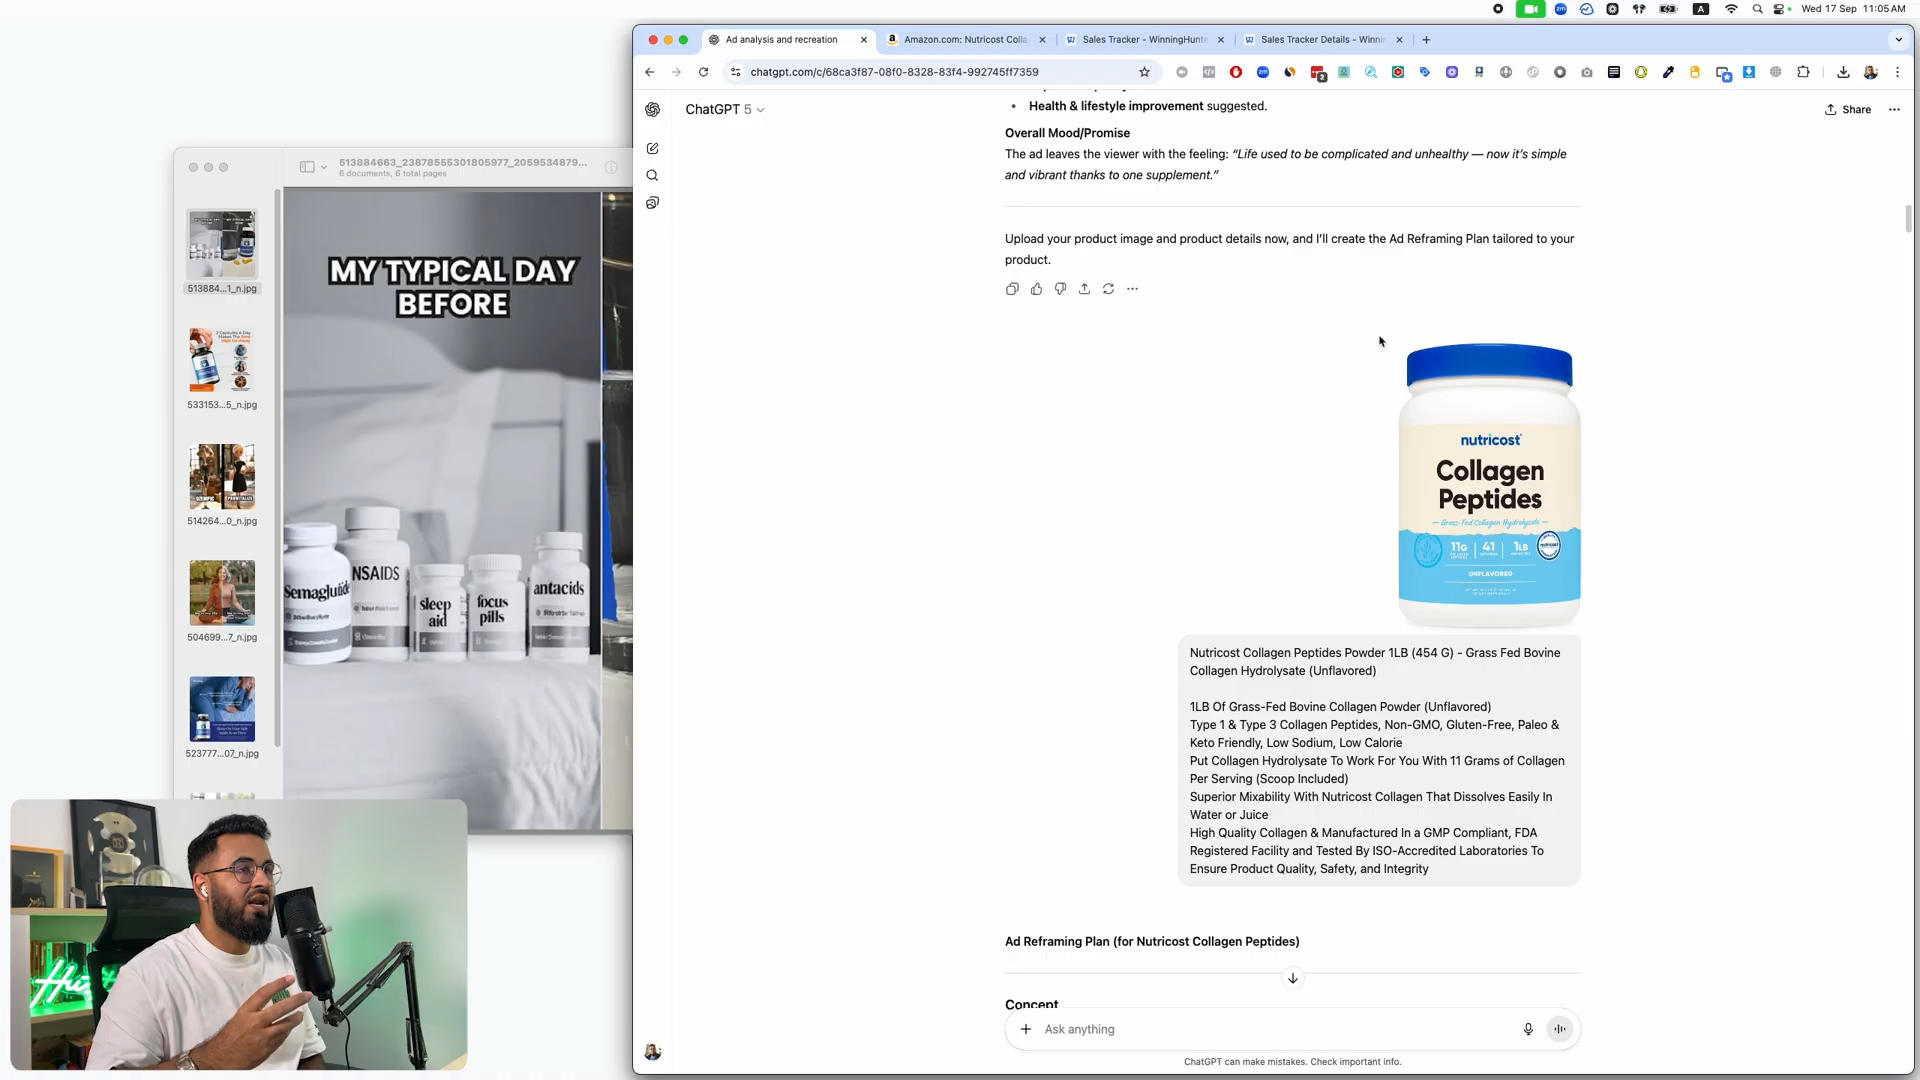 Wed 17 Sep 11:05 AM
Ad analysis and recreation
Amazon.com: Nutricost Colla
Sales Tracker - WinningHunte
Sales Tracker Details - Winnin
chatgpt.com/c/68ca3f87-08f0-8328-83f4-992745ff7359
ChatGPT 5
Share
• Health & lifestyle improvement suggested.
Overall Mood/Promise
The ad leaves the viewer with the feeling: “Life used to be complicated and unhealthy — now it’s simple
and vibrant thanks to one supplement.”
Upload your product image and product details now, and I’ll create the Ad Reframing Plan tailored to your
product.
nutricost
Collagen
Peptides
Grass-Fed Collagen Hydrolysate
11G
41
1LB
nutricost
UNFLAVORED
Nutricost Collagen Peptides Powder 1LB (454 G) - Grass Fed Bovine
Collagen Hydrolysate (Unflavored)
1LB Of Grass-Fed Bovine Collagen Powder (Unflavored)
Type 1 & Type 3 Collagen Peptides, Non-GMO, Gluten-Free, Paleo &
Keto Friendly, Low Sodium, Low Calorie
Put Collagen Hydrolysate To Work For You With 11 Grams of Collagen
Per Serving (Scoop Included)
Superior Mixability With Nutricost Collagen That Dissolves Easily In
Water or Juice
High Quality Collagen & Manufactured In a GMP Compliant, FDA
Registered Facility and Tested By ISO-Accredited Laboratories To
Ensure Product Quality, Safety, and Integrity
Ad Reframing Plan (for Nutricost Collagen Peptides)
Concept
Ask anything
ChatGPT can make mistakes. Check important info.
513884663_23878555301805977_2059534879...
6 documents, 6 total pages
513884...1_n.jpg
533153...5_n.jpg
514264...0_n.jpg
504699...7_n.jpg
523777...07_n.jpg
MY TYPICAL DAY
BEFORE
Semaglutide
NSAIDS
sleep
aid
focus
pills
antacids
Hu